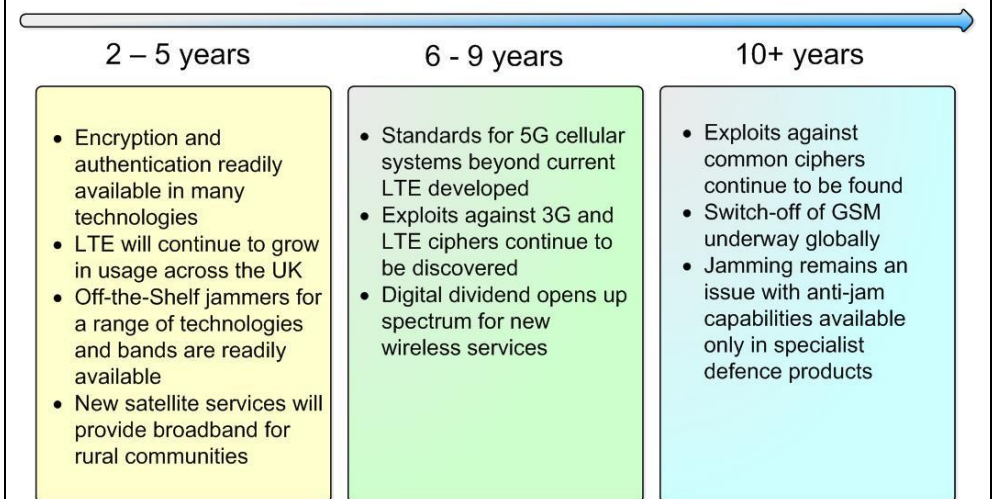 2 – 5 years
6 - 9 years
10+ years
• Encryption and
authentication readily
available in many
technologies
• LTE will continue to grow
in usage across the UK
• Off-the-Shelf jammers for
a range of technologies
and bands are readily
available
• New satellite services will
provide broadband for
rural communities
• Standards for 5G cellular
systems beyond current
LTE developed
• Exploits against 3G and
LTE ciphers continue to
be discovered
• Digital dividend opens up
spectrum for new
wireless services
• Exploits against
common ciphers
continue to be found
• Switch-off of GSM
underway globally
• Jamming remains an
issue with anti-jam
capabilities available
only in specialist
defence products